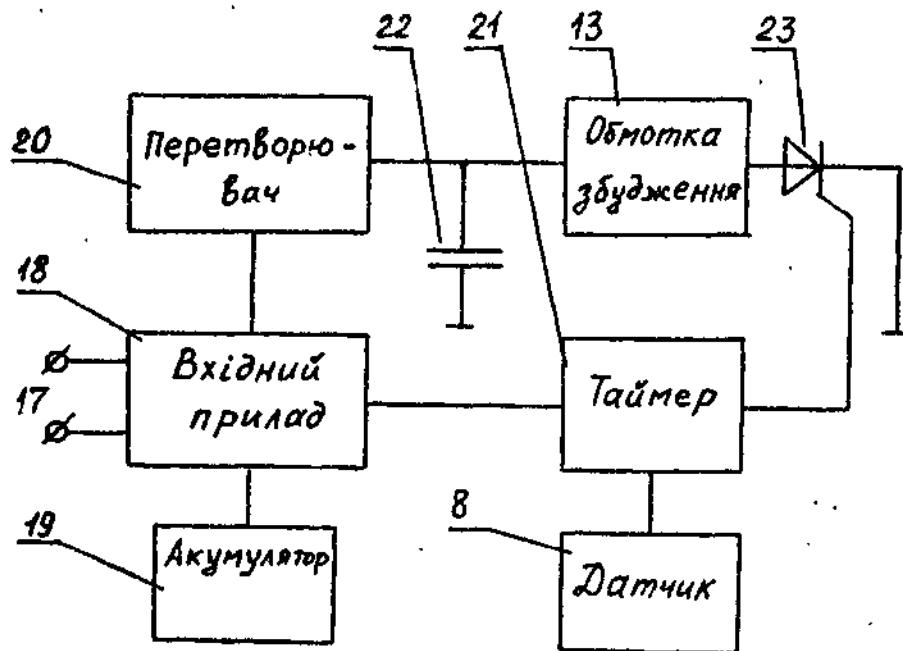 22
21
13
23
20
Перетворю-
вач
Обмотка
збудження
18
Вхідний
прилад
17
Таймер
19
Акумулятор
8
Датчик